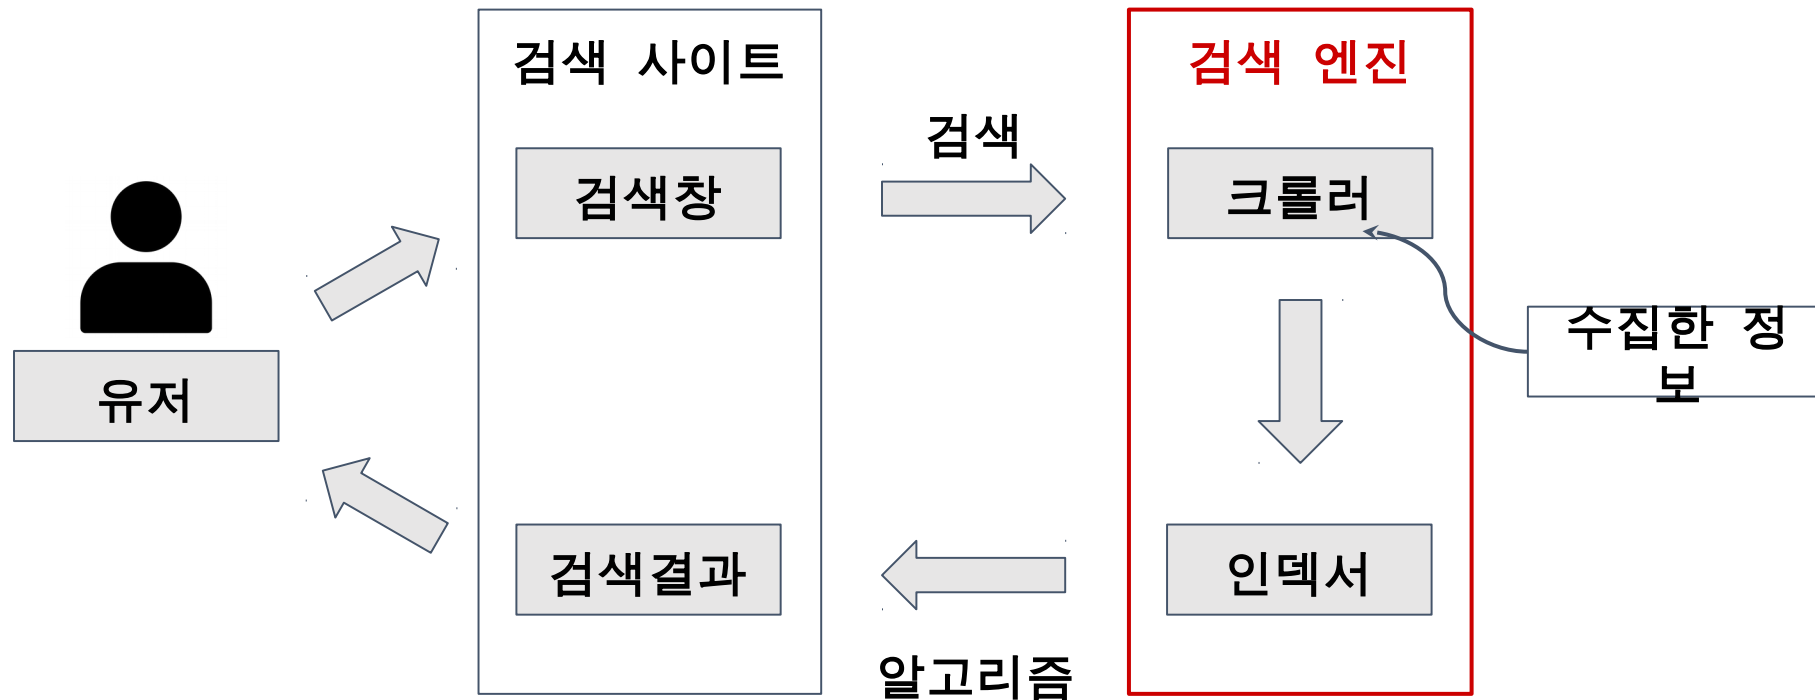 검색 사이트
검색 엔진
검색
검색창
크롤러
수집한 정
보
유저
검색결과
인덱서
알고리즘